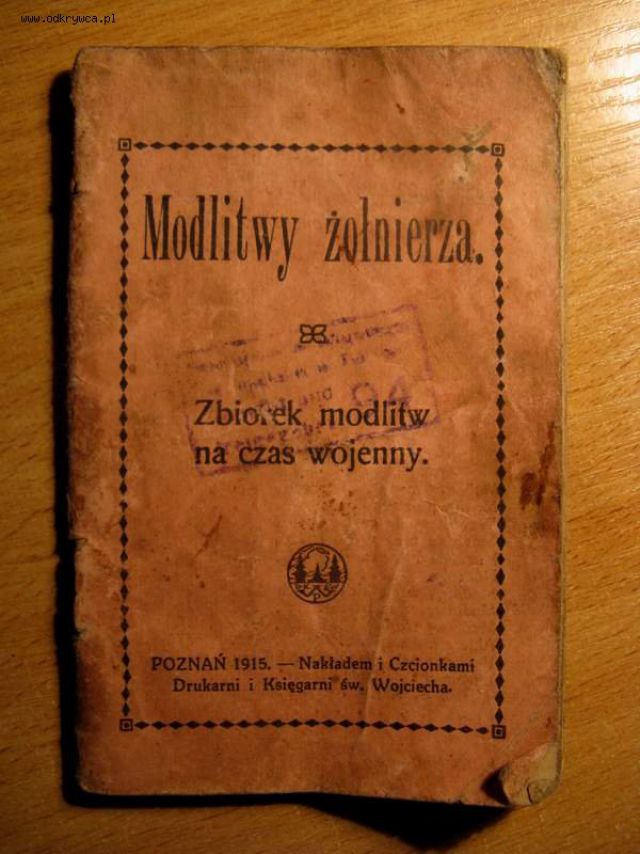 www.odkrywca.pl
Modlitwy żołnierza.
Zbiorek modlitw
na czas wojenny.
POZNAŃ 1915. — Nakładem i Czcionkami
Drukarni i Księgarni św. Wojciecha.